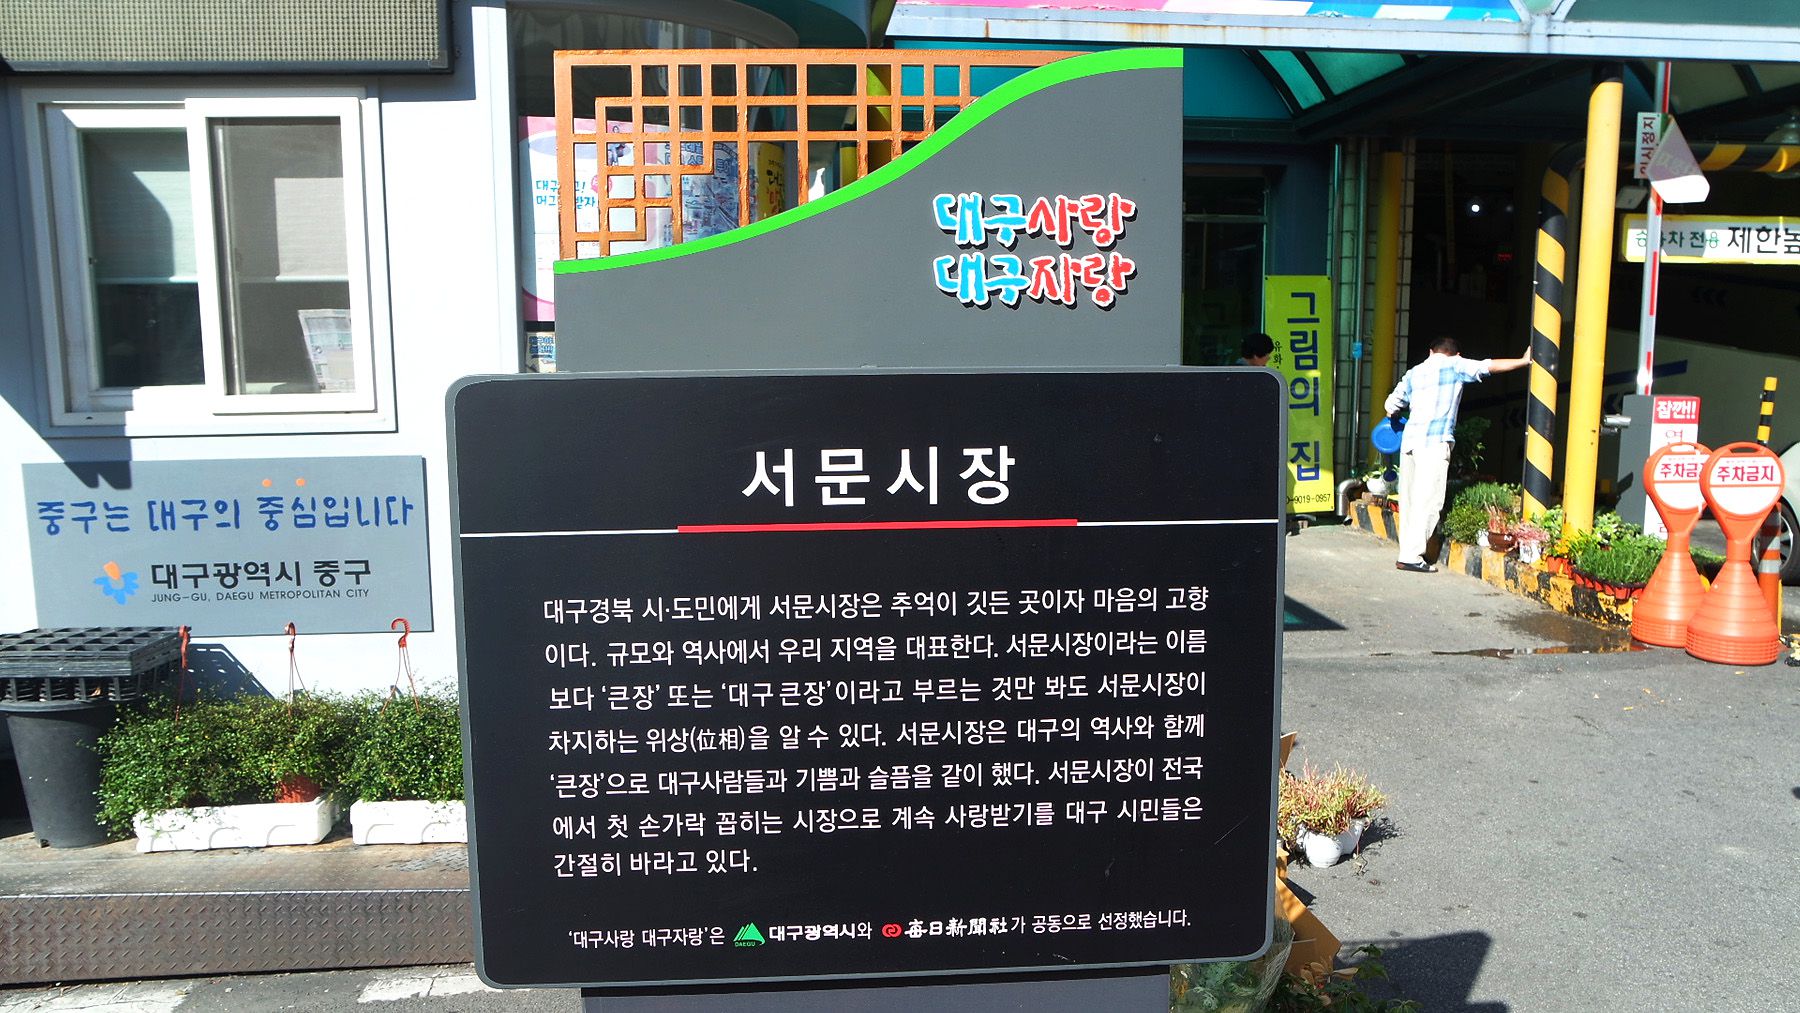 대구사랑
대구자랑
서문시장
대구경북 시·도민에게 서문시장은 추억이 깃든 곳이자 마음의 고향
이다. 규모와 역사에서 우리 지역을 대표한다. 서문시장이라는 이름
보다 ‘큰장’ 또는 ‘대구 큰장’이라고 부르는 것만 봐도 서문시장이
차지하는 위상(位相)을 알 수 있다. 서문시장은 대구의 역사와 함께
‘큰장’으로 대구사람들과 기쁨과 슬픔을 같이 했다. 서문시장이 전국
에서 첫 손가락 꼽히는 시장으로 계속 사랑받기를 대구 시민들은
간절히 바라고 있다.
‘대구사랑 대구자랑’은 DAEGU 대구광역시와 每日新聞社가 공동으로 선정했습니다.
중구는 대구의 중심입니다
대구광역시 중구
JUNG-GU, DAEGU METROPOLITAN CITY
그림의 집
9019-0957
일시정지
승용차 전용 제한높
잠깐!!
주차금지
주차금지